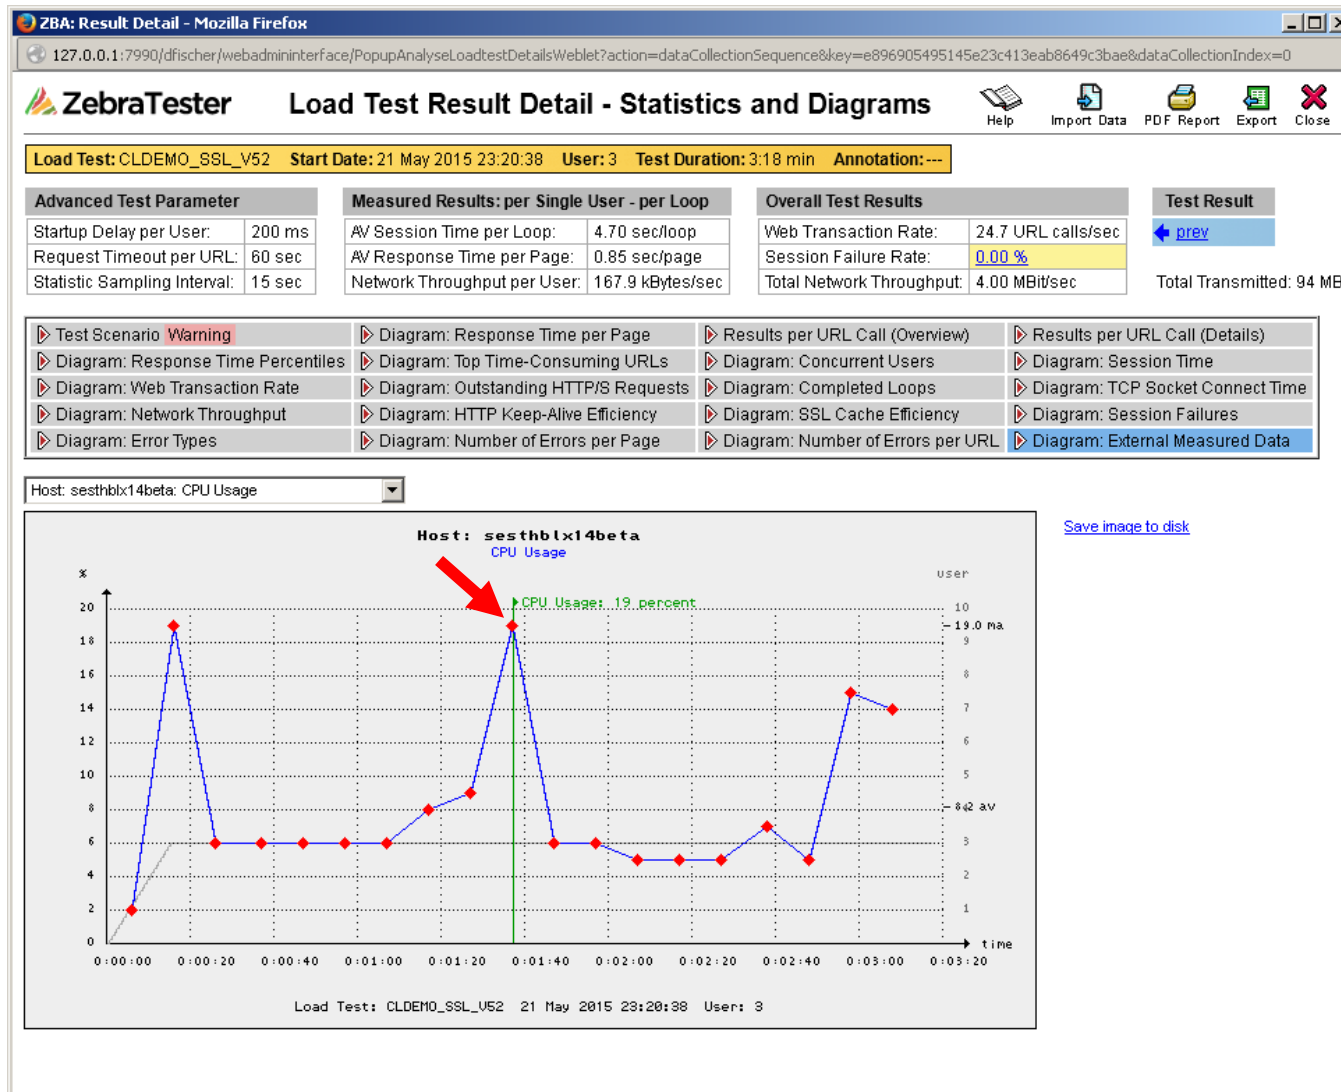 ZBA: Result Detail - Mozilla Firefox
127.0.0.1:7990/dfischer/webadmininterface/PopupAnalyseLoadtestDetailsWeblet?action=dataCollectionSequence&key=e896905495145e23c413eab8649c3bae&dataCollectionIndex=0
ZebraTester Load Test Result Detail - Statistics and Diagrams
Help Import Data PDF Report Export Close
Load Test: CLDEMO_SSL_V52 Start Date: 21 May 2015 23:20:38 User: 3 Test Duration: 3:18 min Annotation: ---
Advanced Test Parameter Measured Results: per Single User - per Loop Overall Test Results Test Result
Startup Delay per User: 200 ms AV Session Time per Loop: 4.70 sec/loop Web Transaction Rate: 24.7 URL calls/sec prev
Request Timeout per URL: 60 sec AV Response Time per Page: 0.85 sec/page Session Failure Rate: 0.00 %
Statistic Sampling Interval: 15 sec Network Throughput per User: 167.9 kBytes/sec Total Network Throughput: 4.00 MBit/sec Total Transmitted: 94 MB
Test Scenario Warning Diagram: Response Time per Page Results per URL Call (Overview) Results per URL Call (Details)
Diagram: Response Time Percentiles Diagram: Top Time-Consuming URLs Diagram: Concurrent Users Diagram: Session Time
Diagram: Web Transaction Rate Diagram: Outstanding HTTP/S Requests Diagram: Completed Loops Diagram: TCP Socket Connect Time
Diagram: Network Throughput Diagram: HTTP Keep-Alive Efficiency Diagram: SSL Cache Efficiency Diagram: Session Failures
Diagram: Error Types Diagram: Number of Errors per Page Diagram: Number of Errors per URL Diagram: External Measured Data
Host: sesthblx14beta: CPU Usage
Save image to disk
Host: sesthblx14beta
CPU Usage
% user
CPU Usage: 19 percent
20 10
19.0 ma
18 9
16 8
14 7
12 6
10 5
8 av
6 3
4 2
2 1
0 time
0:00:00 0:00:20 0:00:40 0:01:00 0:01:20 0:01:40 0:02:00 0:02:20 0:02:40 0:03:00 0:03:20
Load Test: CLDEMO_SSL_V52 21 May 2015 23:20:38 User: 3